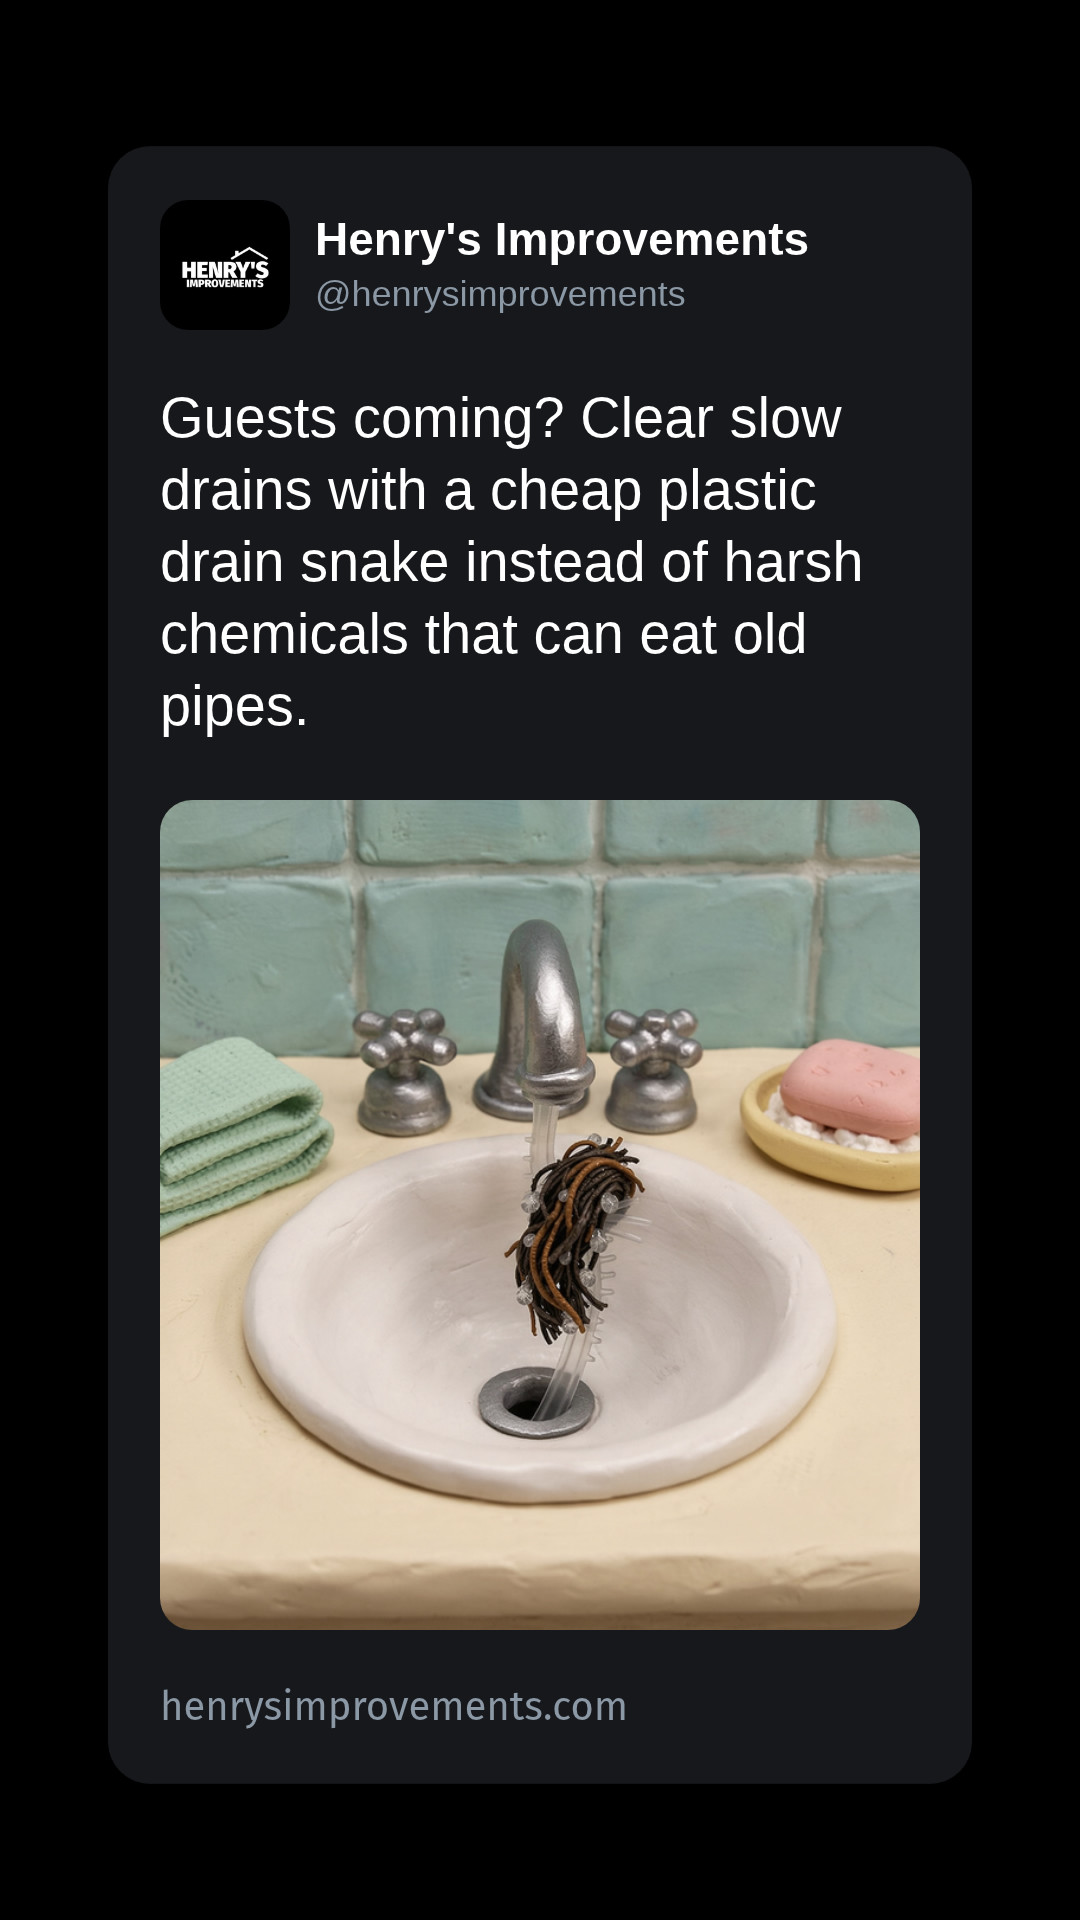 HENRY'S
IMPROVEMENTS
Henry's Improvements
@henrysimprovements
Guests coming? Clear slow
drains with a cheap plastic
drain snake instead of harsh
chemicals that can eat old
pipes.
henrysimprovements.com